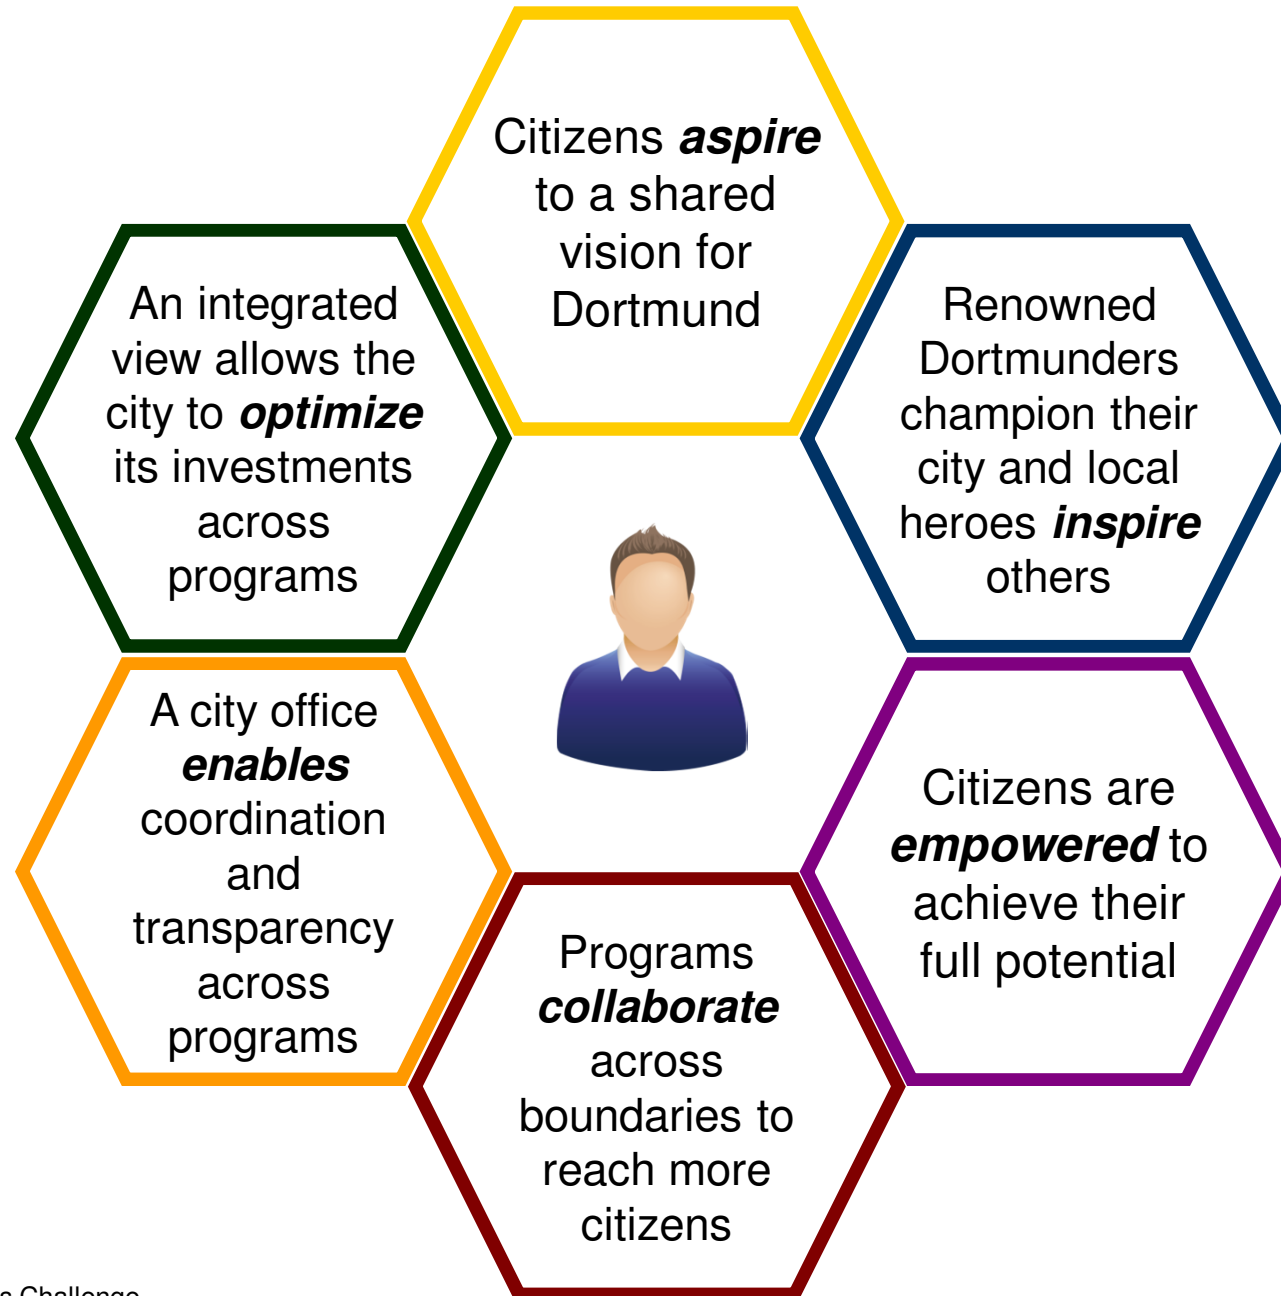 Citizens aspire
to a shared
vision for
Dortmund
An integrated
view allows the
city to optimize
its investments
across
programs
Renowned
Dortmunders
champion their
city and local
heroes inspire
others
A city office
enables
coordination
and
transparency
across
programs
Citizens are
empowered to
achieve their
full potential
Programs
collaborate
across
boundaries to
reach more
citizens
Challenge